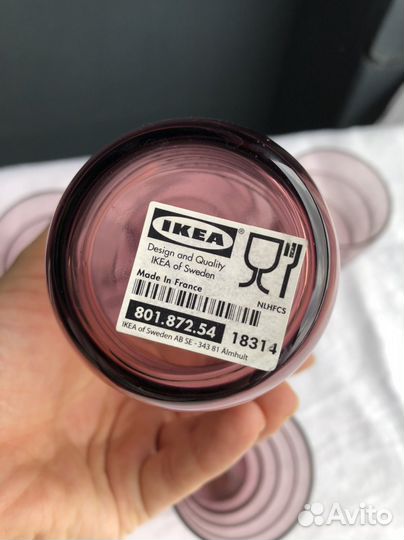 IKEA®
Design and Quality
IKEA of Sweden
Made in France
NLHFCS
801.872.54 18314
IKEA of Sweden AB SE - 343 81 Älmhult
Avito